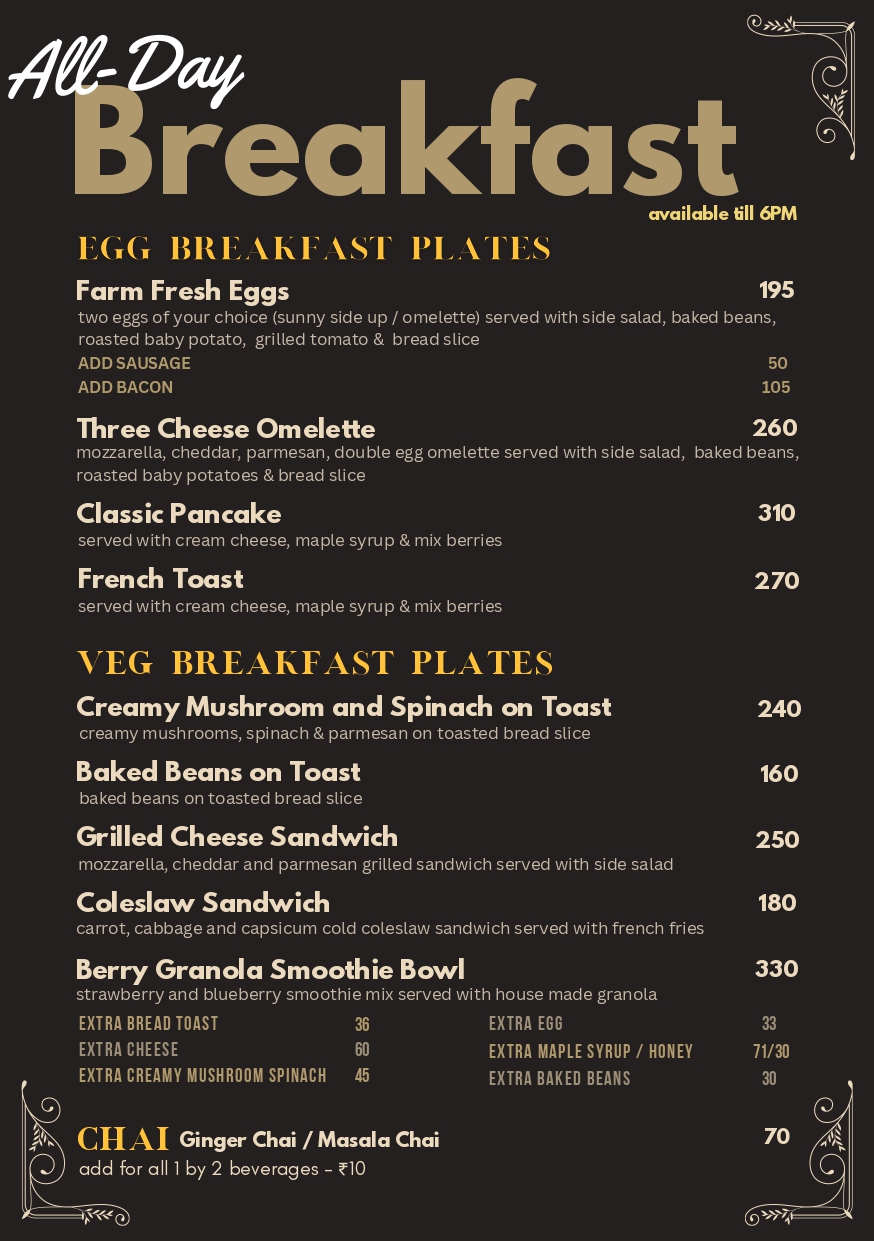 All-Day
Breakfast
available till 6PM
EGG BREAKFAST PLATES
Farm Fresh Eggs 195
two eggs of your choice (sunny side up / omelette) served with side salad, baked beans,
roasted baby potato, grilled tomato & bread slice
ADD SAUSAGE 50
ADD BACON 105
Three Cheese Omelette 260
mozzarella, cheddar, parmesan, double egg omelette served with side salad, baked beans,
roasted baby potatoes & bread slice
Classic Pancake 310
served with cream cheese, maple syrup & mix berries
French Toast 270
served with cream cheese, maple syrup & mix berries
VEG BREAKFAST PLATES
Creamy Mushroom and Spinach on Toast 240
creamy mushrooms, spinach & parmesan on toasted bread slice
Baked Beans on Toast 160
baked beans on toasted bread slice
Grilled Cheese Sandwich 250
mozzarella, cheddar and parmesan grilled sandwich served with side salad
Coleslaw Sandwich 180
carrot, cabbage and capsicum cold coleslaw sandwich served with french fries
Berry Granola Smoothie Bowl 330
strawberry and blueberry smoothie mix served with house made granola
EXTRA BREAD TOAST 36
EXTRA CHEESE 60
EXTRA CREAMY MUSHROOM SPINACH 45
EXTRA EGG 33
EXTRA MAPLE SYRUP / HONEY 71/30
EXTRA BAKED BEANS 30
CHAI Ginger Chai / Masala Chai 70
add for all 1 by 2 beverages - ₹10